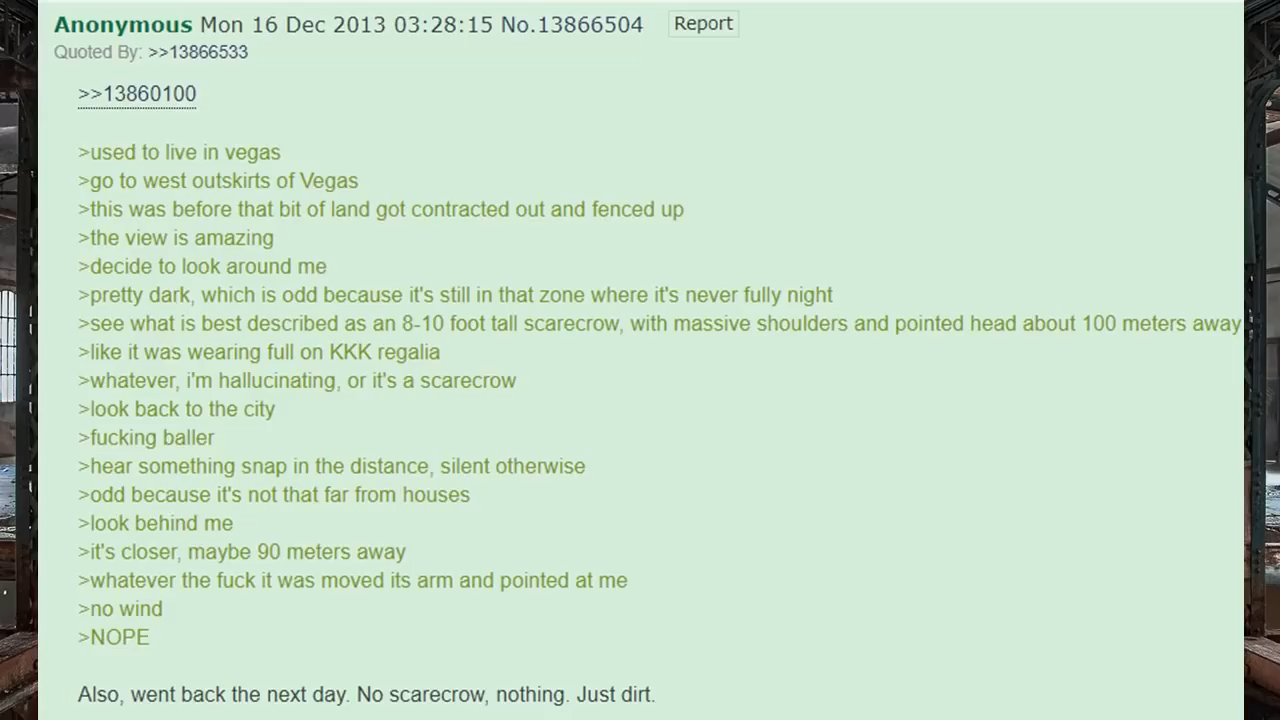 Anonymous Mon 16 Dec 2013 03:28:15 No.13866504 Report
Quoted By: >>13866533
>>13860100
>used to live in vegas
>go to west outskirts of Vegas
>this was before that bit of land got contracted out and fenced up
>the view is amazing
>decide to look around me
>pretty dark, which is odd because it's still in that zone where it's never fully night
>see what is best described as an 8-10 foot tall scarecrow, with massive shoulders and pointed head about 100 meters away
>like it was wearing full on KKK regalia
>whatever, i'm hallucinating, or it's a scarecrow
>look back to the city
>fucking baller
>hear something snap in the distance, silent otherwise
>odd because it's not that far from houses
>look behind me
>it's closer, maybe 90 meters away
>whatever the fuck it was moved its arm and pointed at me
>no wind
>NOPE
Also, went back the next day. No scarecrow, nothing. Just dirt.